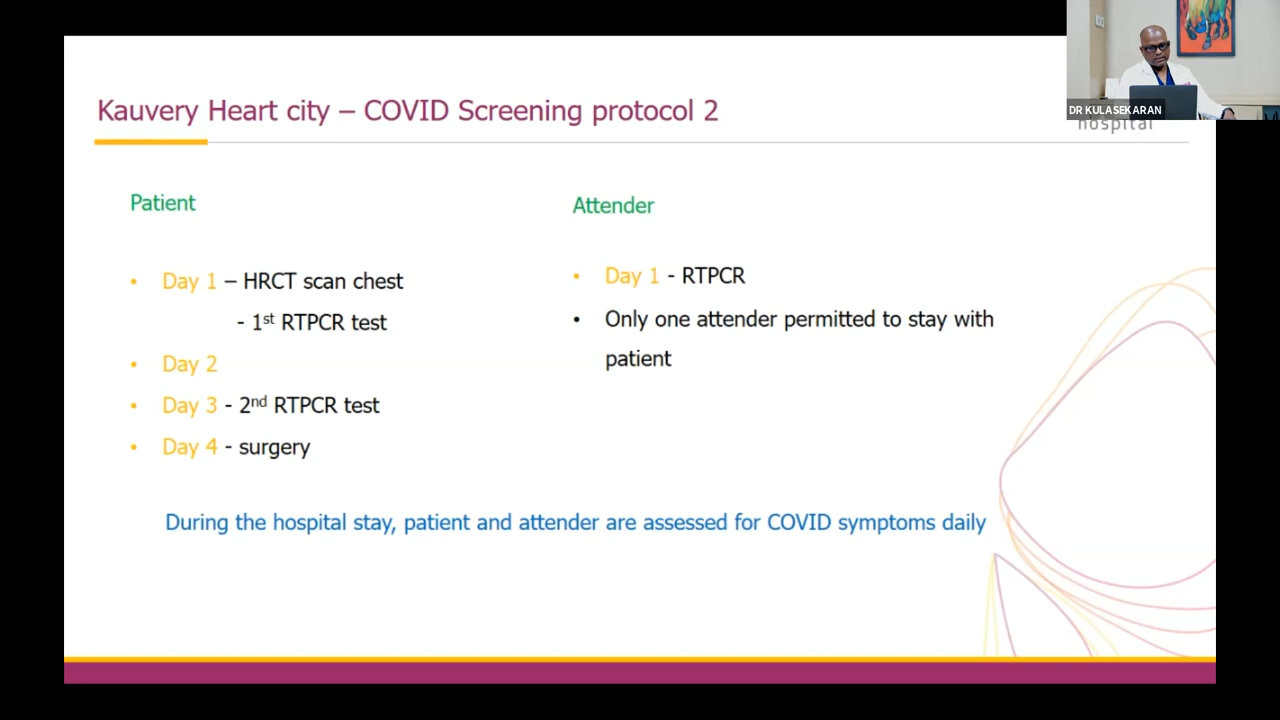 Kauvery Heart city – COVID Screening protocol 2
DR KULASEKARAN
hospital
Patient
• Day 1 – HRCT scan chest
- 1st RTPCR test
• Day 2
• Day 3 - 2nd RTPCR test
• Day 4 - surgery
Attender
• Day 1 - RTPCR
• Only one attender permitted to stay with
patient
During the hospital stay, patient and attender are assessed for COVID symptoms daily